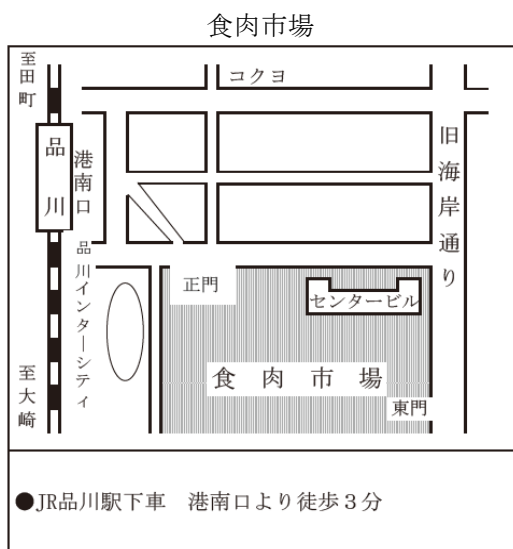 食肉市場
至田町
コクヨ
品川
港南口
旧海岸通り
品川インターシティ
正門
センタービル
食肉市場
至大崎
東門
●JR品川駅下車　港南口より徒歩３分